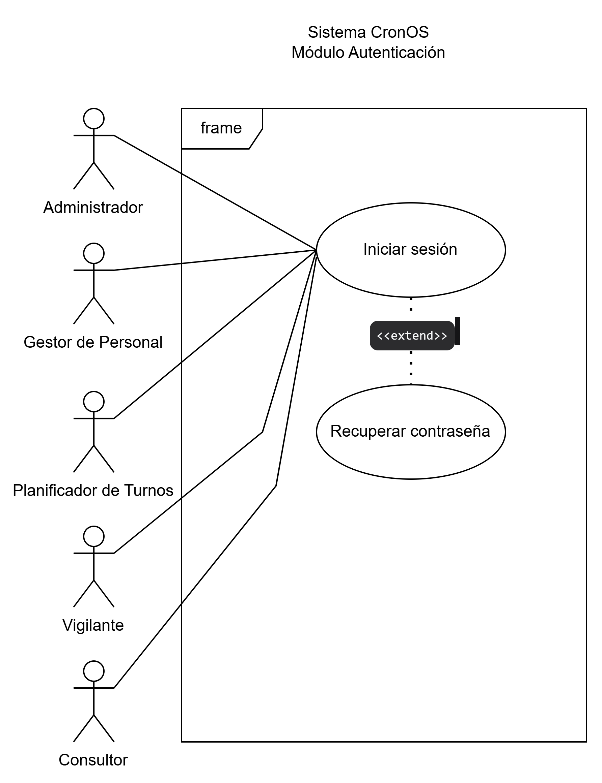 Sistema CronOS
Módulo Autenticación
frame
Administrador
Iniciar sesión
Gestor de Personal
<<extend>>
Recuperar contraseña
Planificador de Turnos
Vigilante
Consultor